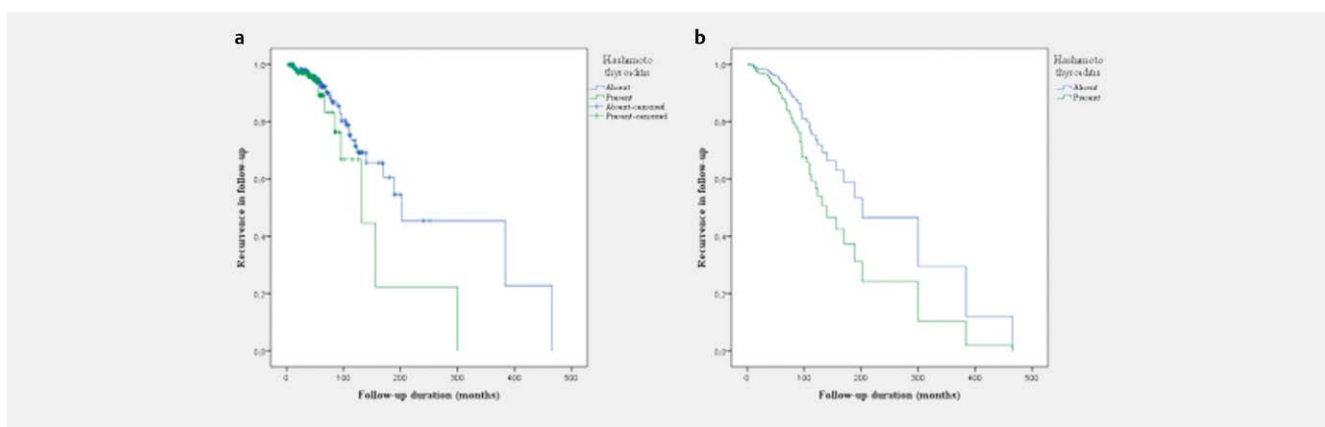 a
Hashimoto
thyroiditis
Absent
Present
Absent-censored
Present-censored
Recurrence in follow-up
1,0
0,8
0,6
0,4
0,2
0,0
0
100
200
300
400
500
Follow-up duration (months)
b
Hashimoto
thyroiditis
Absent
Present
Recurrence in follow-up
1,0
0,8
0,6
0,4
0,2
0,0
0
100
200
300
400
500
Follow-up duration (months)